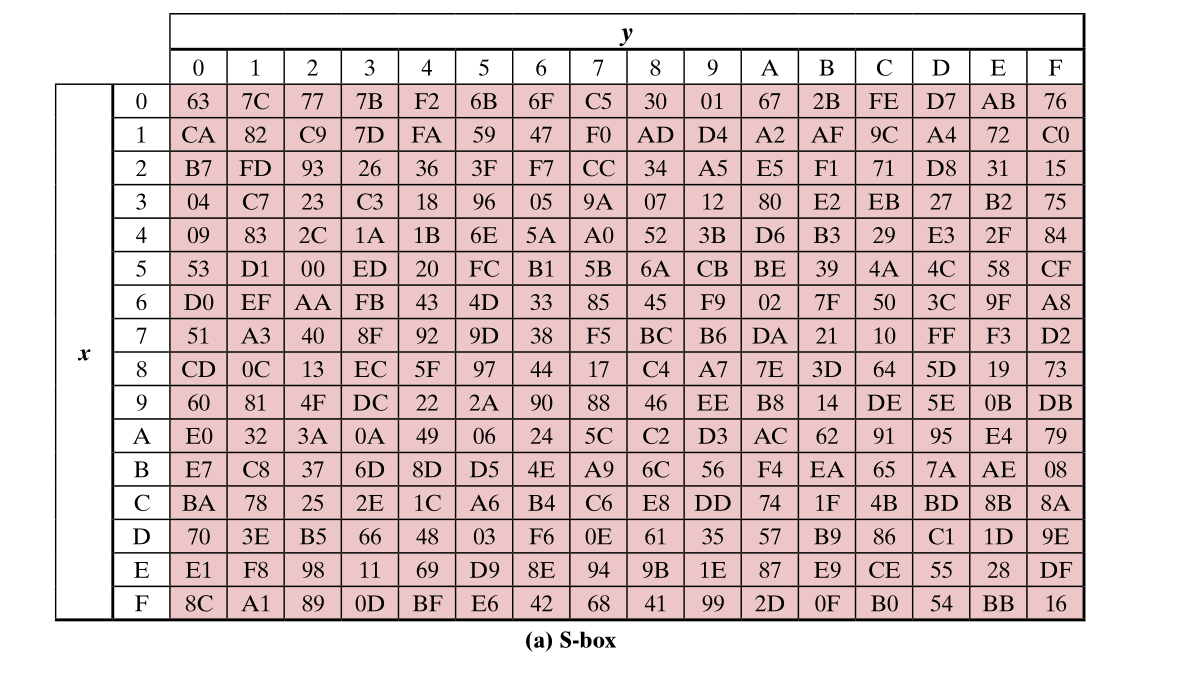 y
0 1 2 3 4 5 6 7 8 9 A B C D E F
0 63 7C 77 7B F2 6B 6F C5 30 01 67 2B FE D7 AB 76
1 CA 82 C9 7D FA 59 47 F0 AD D4 A2 AF 9C A4 72 C0
2 B7 FD 93 26 36 3F F7 CC 34 A5 E5 F1 71 D8 31 15
3 04 C7 23 C3 18 96 05 9A 07 12 80 E2 EB 27 B2 75
4 09 83 2C 1A 1B 6E 5A A0 52 3B D6 B3 29 E3 2F 84
5 53 D1 00 ED 20 FC B1 5B 6A CB BE 39 4A 4C 58 CF
6 D0 EF AA FB 43 4D 33 85 45 F9 02 7F 50 3C 9F A8
7 51 A3 40 8F 92 9D 38 F5 BC B6 DA 21 10 FF F3 D2
x
8 CD 0C 13 EC 5F 97 44 17 C4 A7 7E 3D 64 5D 19 73
9 60 81 4F DC 22 2A 90 88 46 EE B8 14 DE 5E 0B DB
A E0 32 3A 0A 49 06 24 5C C2 D3 AC 62 91 95 E4 79
B E7 C8 37 6D 8D D5 4E A9 6C 56 F4 EA 65 7A AE 08
C BA 78 25 2E 1C A6 B4 C6 E8 DD 74 1F 4B BD 8B 8A
D 70 3E B5 66 48 03 F6 0E 61 35 57 B9 86 C1 1D 9E
E E1 F8 98 11 69 D9 8E 94 9B 1E 87 E9 CE 55 28 DF
F 8C A1 89 0D BF E6 42 68 41 99 2D 0F B0 54 BB 16
(a) S-box